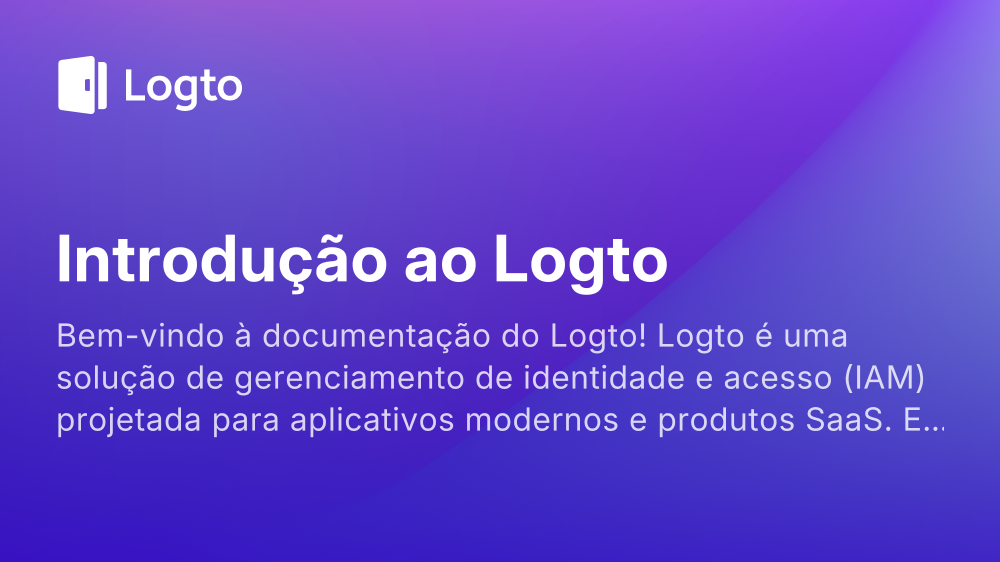 Logto
Introdução ao Logto
Bem-vindo à documentação do Logto! Logto é uma
solução de gerenciamento de identidade e acesso (IAM)
projetada para aplicativos modernos e produtos SaaS. E...